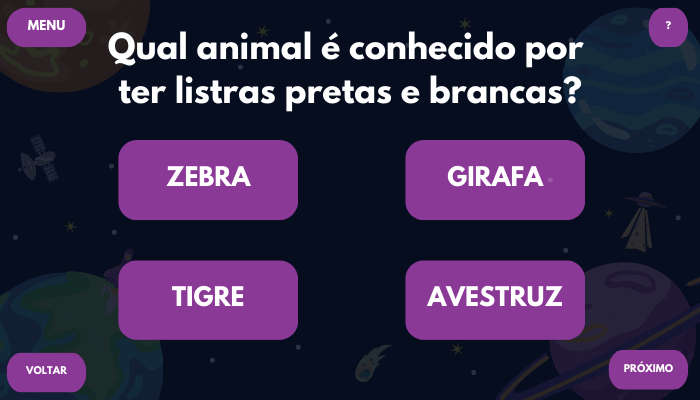 MENU
?
Qual animal é conhecido por
ter listras pretas e brancas?
ZEBRA
GIRAFA
TIGRE
AVESTRUZ
VOLTAR
PRÓXIMO